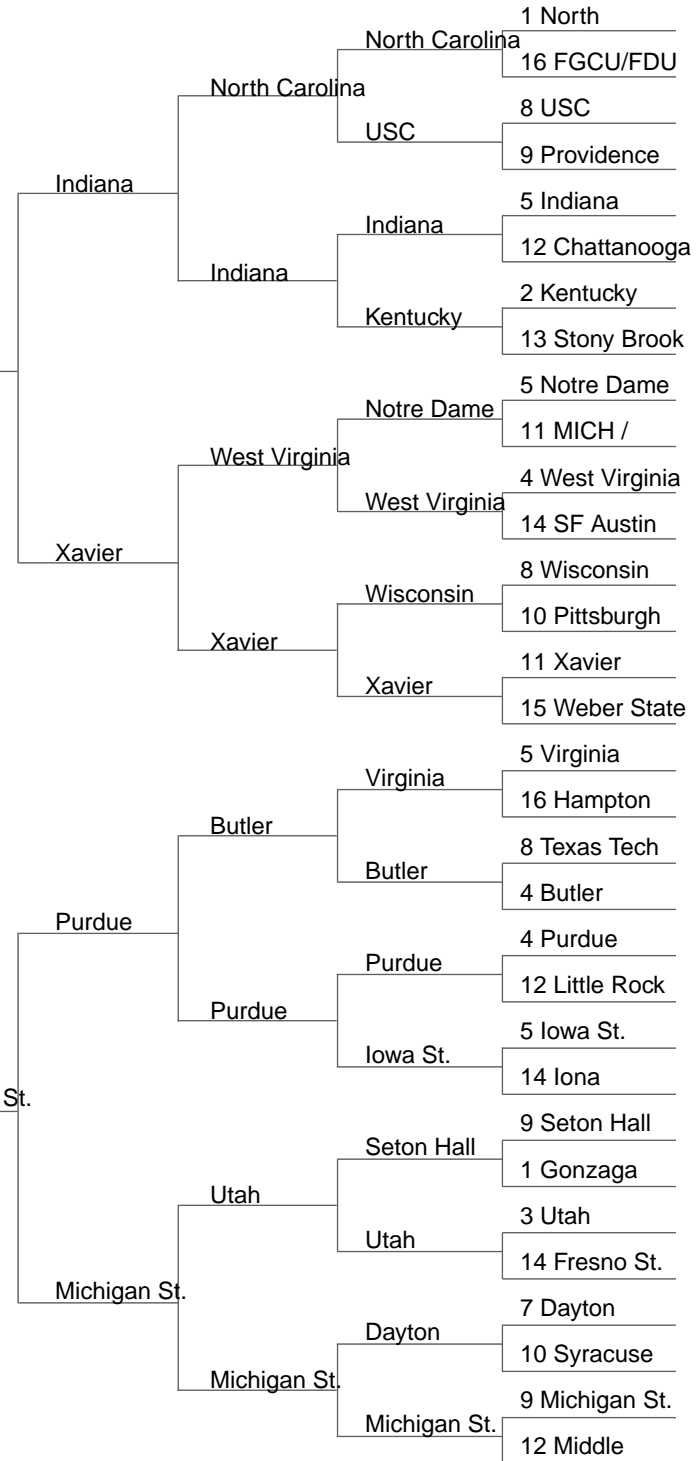 1 North
North Carolina
16 FGCU/FDU
North Carolina
8 USC
USC
9 Providence
Indiana
5 Indiana
Indiana
12 Chattanooga
Indiana
2 Kentucky
Kentucky
13 Stony Brook
5 Notre Dame
Notre Dame
11 MICH /
West Virginia
4 West Virginia
West Virginia
14 SF Austin
Xavier
8 Wisconsin
Wisconsin
10 Pittsburgh
Xavier
11 Xavier
Xavier
15 Weber State
5 Virginia
Virginia
16 Hampton
Butler
8 Texas Tech
Butler
4 Butler
Purdue
4 Purdue
Purdue
12 Little Rock
Purdue
5 Iowa St.
Iowa St.
14 Iona
St.
9 Seton Hall
Seton Hall
1 Gonzaga
Utah
3 Utah
Utah
14 Fresno St.
Michigan St.
7 Dayton
Dayton
10 Syracuse
Michigan St.
9 Michigan St.
Michigan St.
12 Middle